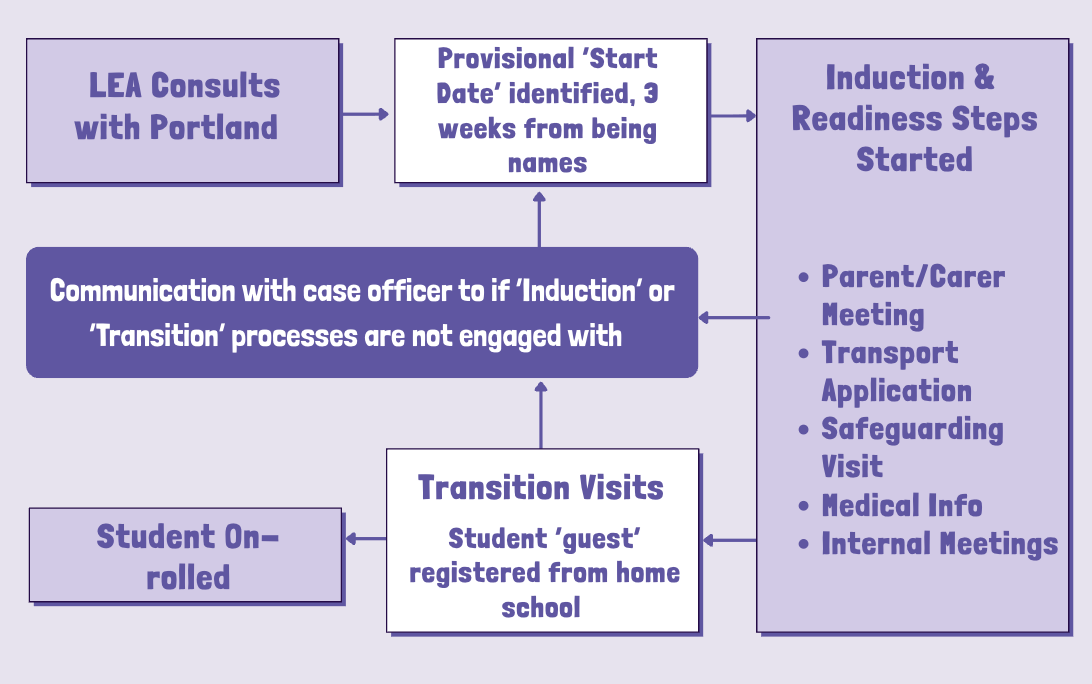 LEA Consults
with Portland
Provisional ‘Start
Date’ identified, 3
weeks from being
names
Induction &
Readiness Steps
Started
• Parent/Carer
Meeting
• Transport
Application
• Safeguarding
Visit
• Medical Info
• Internal Meetings
Communication with case officer to if ‘Induction’ or
‘Transition’ processes are not engaged with
Transition Visits
Student ‘guest’
registered from home
school
Student On-
rolled